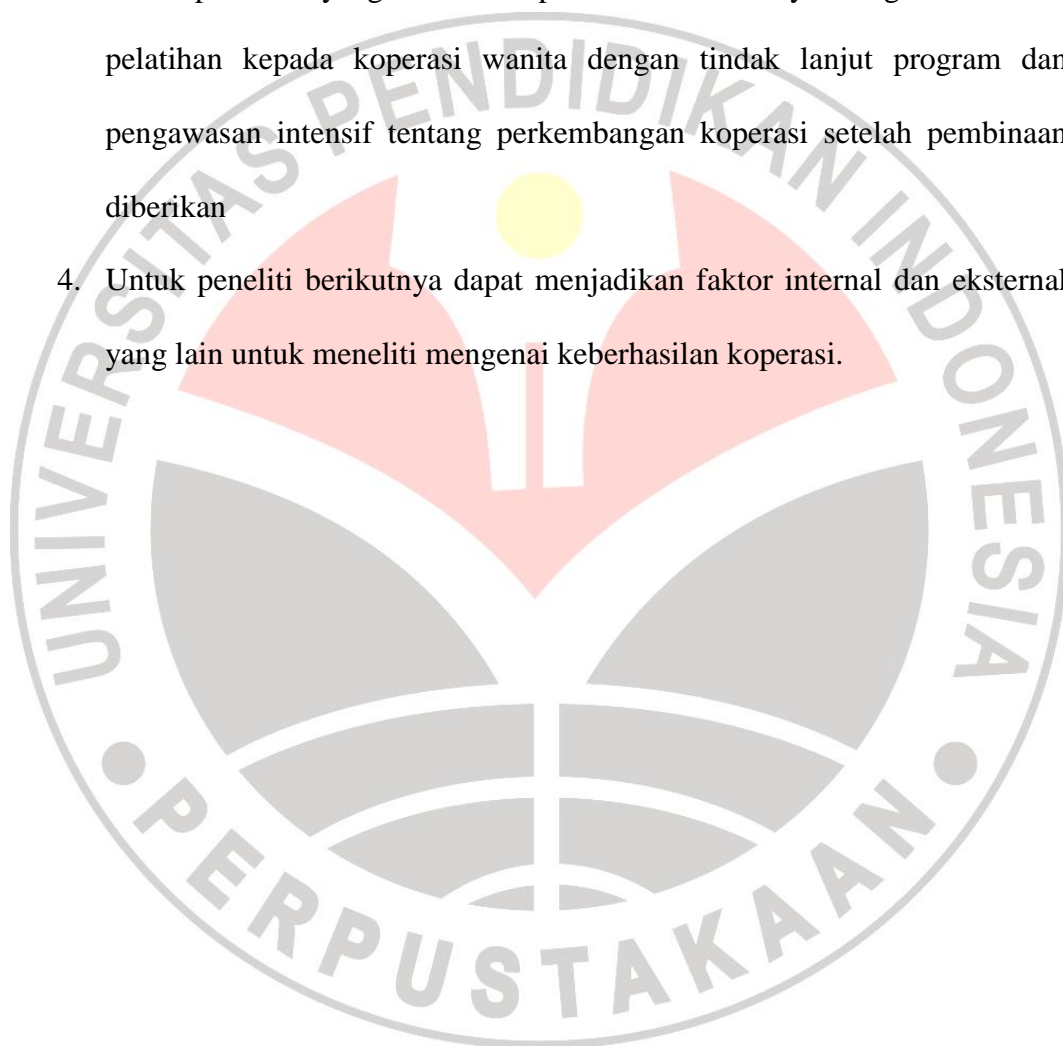 pelatihan kepada koperasi wanita dengan tindak lanjut program dan
pengawasan intensif tentang perkembangan koperasi setelah pembinaan
diberikan
4. Untuk peneliti berikutnya dapat menjadikan faktor internal dan eksternal
yang lain untuk meneliti mengenai keberhasilan koperasi.
UNIVERSITAS PENDIDIKAN INDONESIA
PERPUSTAKAAN